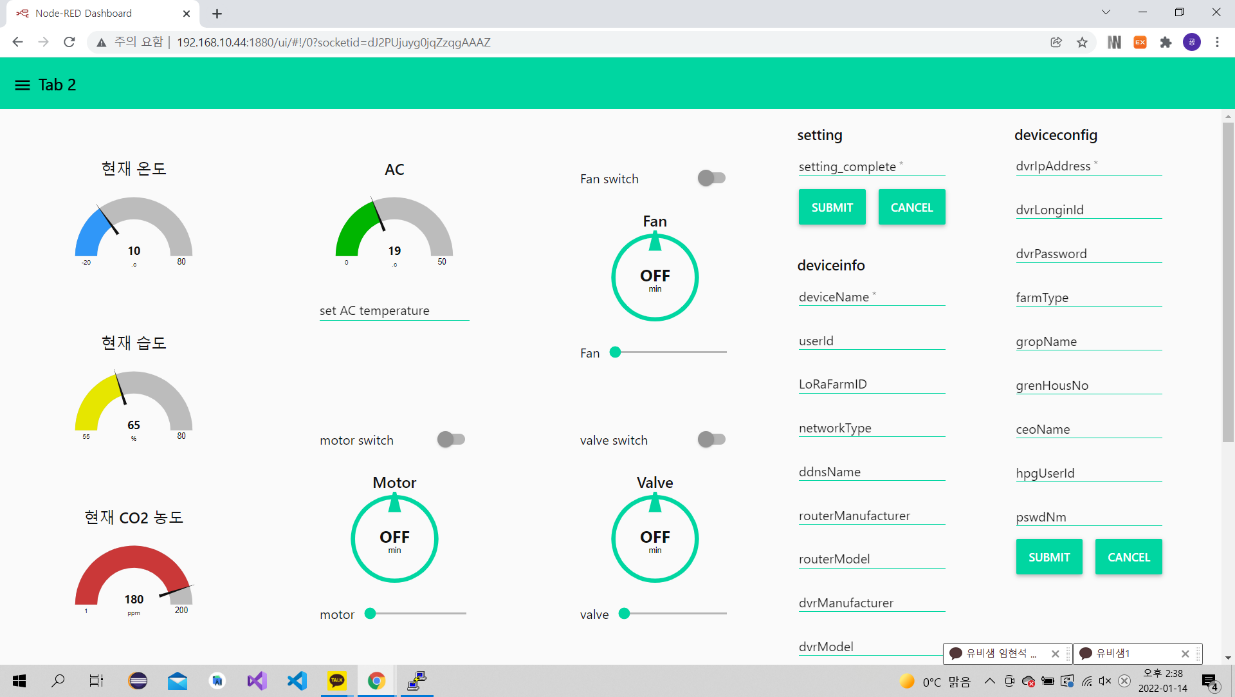 Node-RED Dashboard
주의 요함 | 192.168.10.44:1880/ui/#!/0?socketid=dJ2PUjuyg0jqZzqgAAAZ
EX
Tab 2
현재 온도
10
-20
.0
80
현재 습도
65
55
%
80
현재 CO2 농도
180
1
ppm
200
AC
19
0
.0
50
set AC temperature
motor switch
Motor
OFF
min
motor
Fan switch
Fan
OFF
min
Fan
valve switch
Valve
OFF
min
valve
setting
setting_complete *
SUBMIT CANCEL
deviceinfo
deviceName *
userId
LoRaFarmID
networkType
ddnsName
routerManufacturer
routerModel
dvrManufacturer
dvrModel
deviceconfig
dvrIpAddress *
dvrLonginId
dvrPassword
farmType
gropName
grenHousNo
ceoName
hpgUserId
pswdNm
SUBMIT CANCEL
유비샘 임현석 ...
유비샘1
TALK
0°C 맑음
오후 2:38
2022-01-14
4